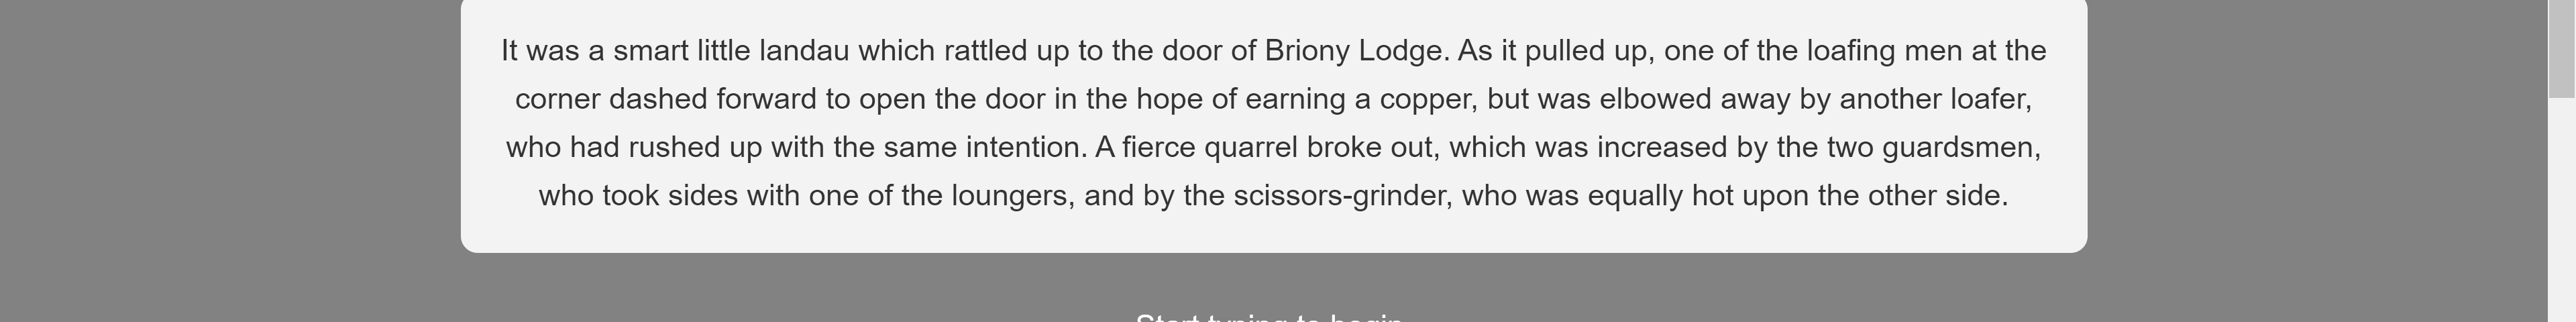 It was a smart little landau which rattled up to the door of Briony Lodge. As it pulled up, one of the loafing men at the
corner dashed forward to open the door in the hope of earning a copper, but was elbowed away by another loafer,
who had rushed up with the same intention. A fierce quarrel broke out, which was increased by the two guardsmen,
who took sides with one of the loungers, and by the scissors-grinder, who was equally hot upon the other side.
Start typing to begin